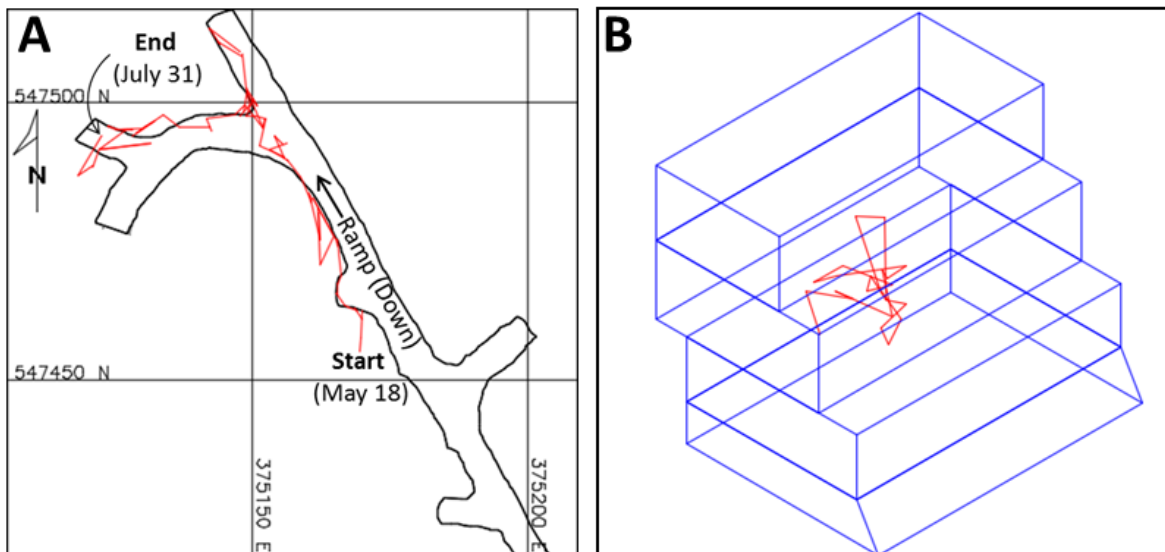 A
End
(July 31)
547500 N
N
Ramp (Down)
Start
(May 18)
547450 N
375150 E
375200 E
B